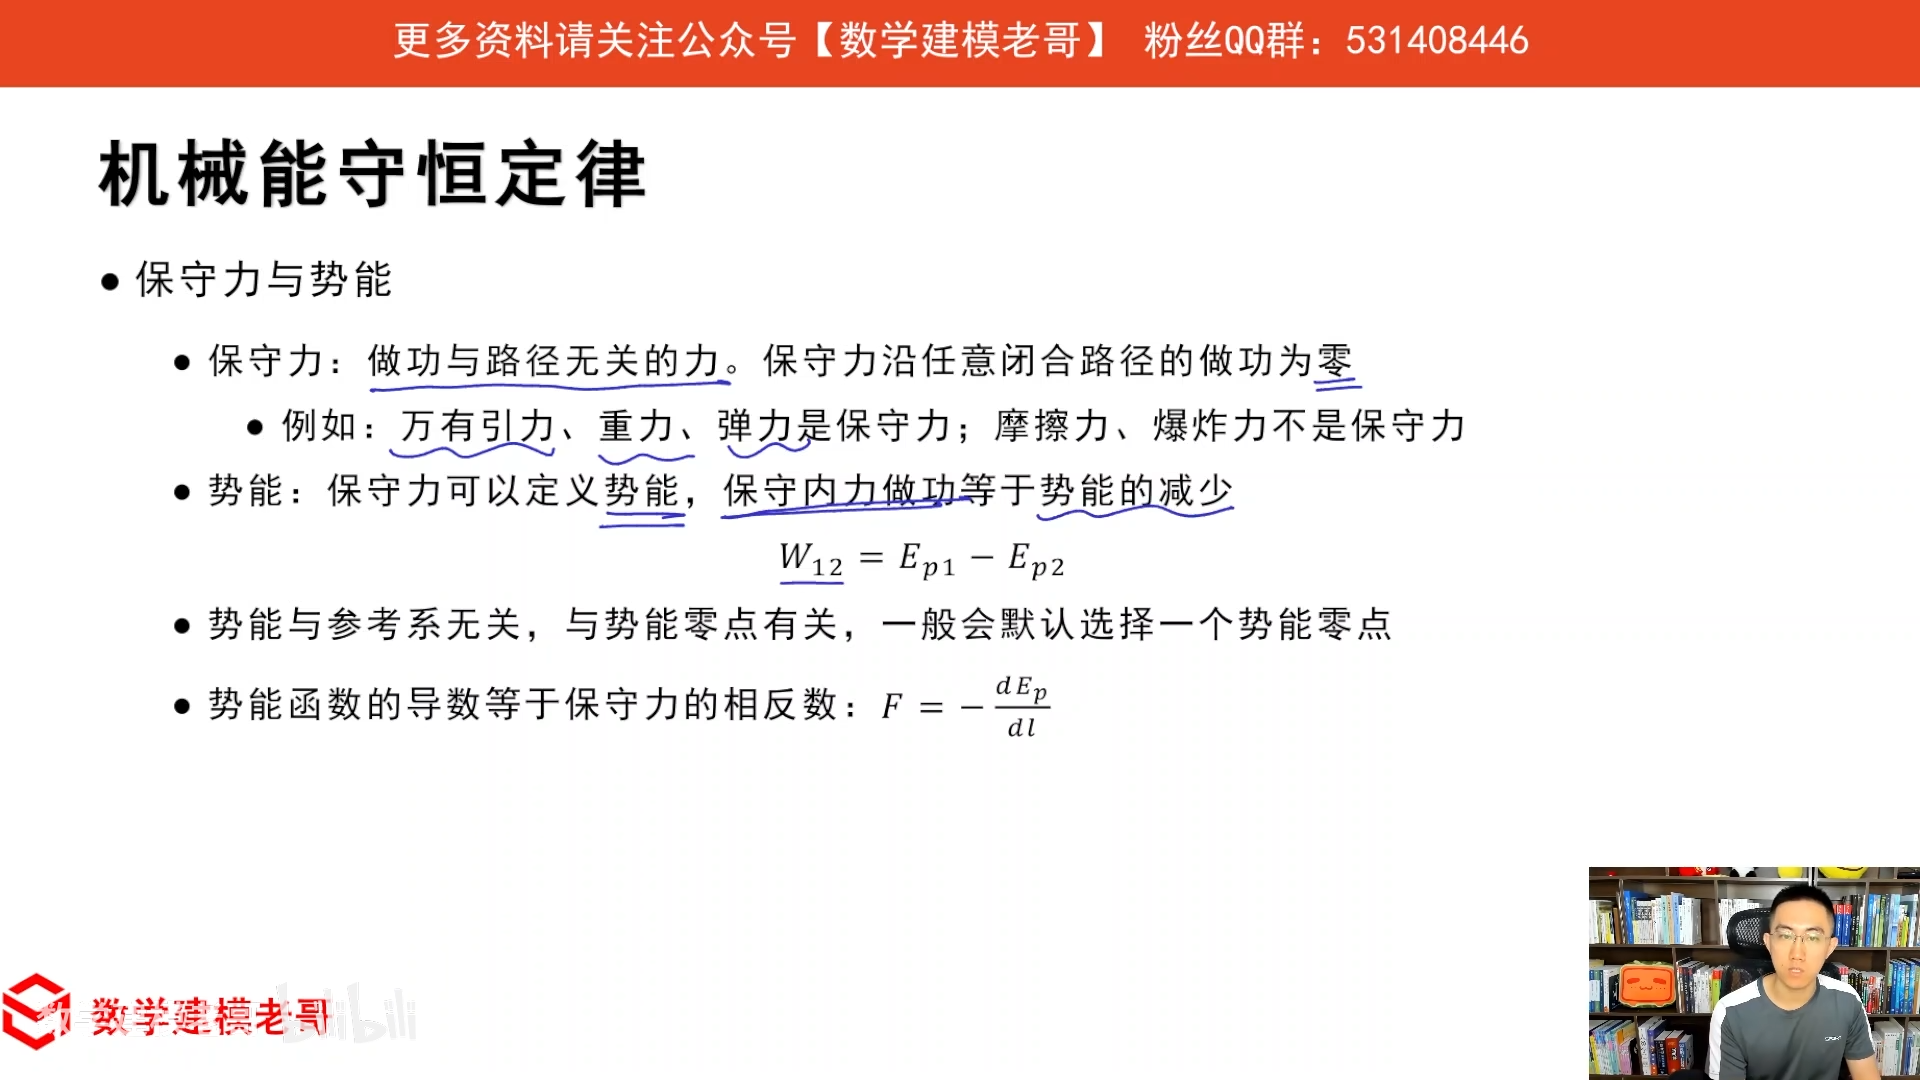 更多资料请关注公众号【数学建模老哥】 粉丝QQ群：531408446
机械能守恒定律
● 保守力与势能
● 保守力：做功与路径无关的力。保守力沿任意闭合路径的做功为零
● 例如：万有引力、重力、弹力是保守力；摩擦力、爆炸力不是保守力
● 势能：保守力可以定义势能，保守内力做功等于势能的减少
W₁₂ = E_{p1} − E_{p2}
● 势能与参考系无关，与势能零点有关，一般会默认选择一个势能零点
● 势能函数的导数等于保守力的相反数：F = −\frac{dE_p}{dl}
数学建模老哥
数学建模老哥 bilibili